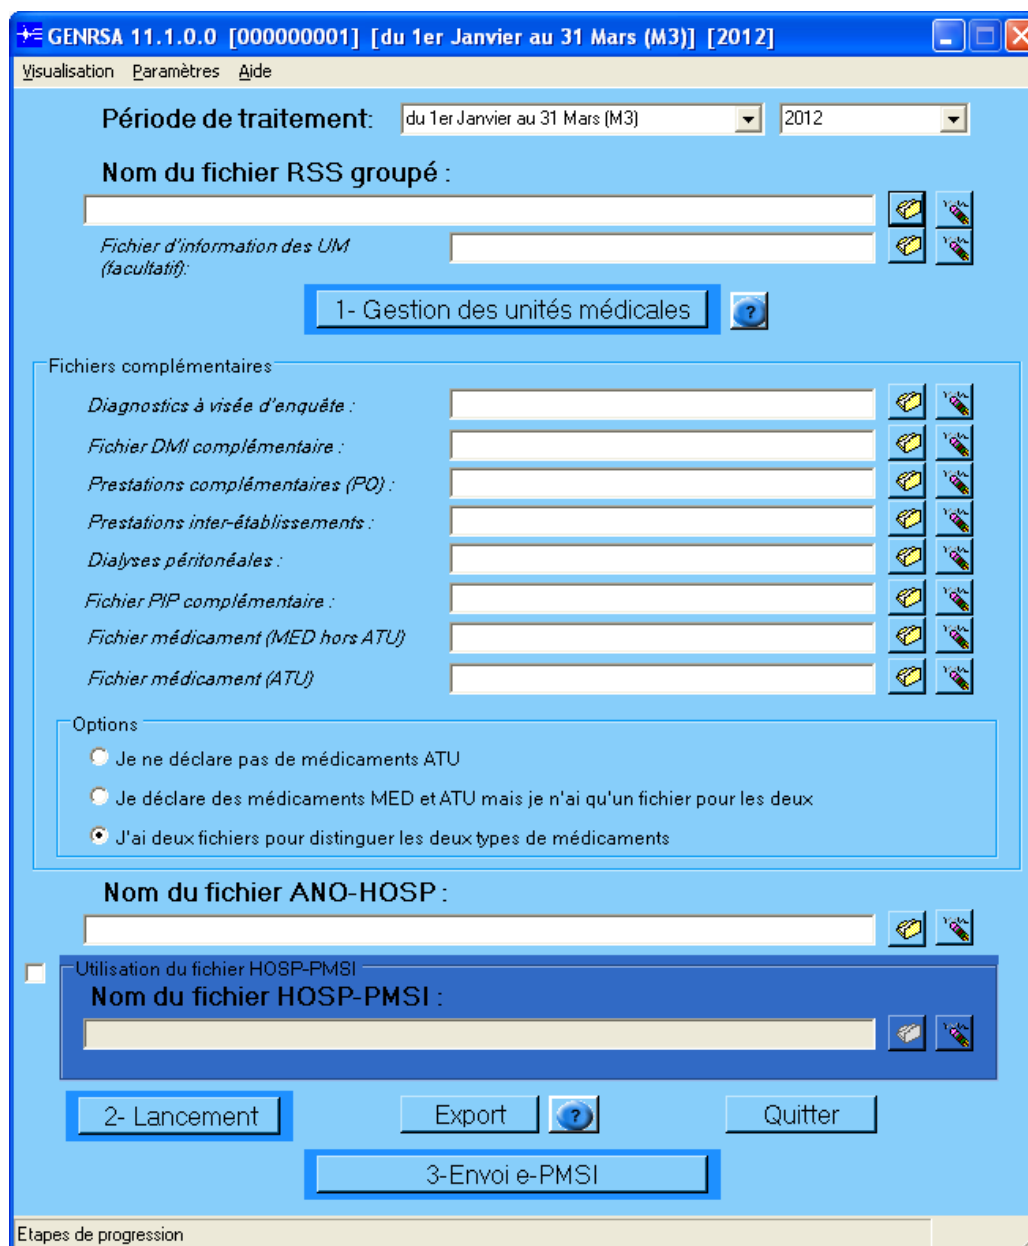 GENRSA 11.1.0.0 [000000001] [du 1er Janvier au 31 Mars (M3)] [2012]
Visualisation Paramètres Aide
Période de traitement: du 1er Janvier au 31 Mars (M3) 2012
Nom du fichier RSS groupé :
Fichier d'information des UM
(facultatif):
1- Gestion des unités médicales ?
Fichiers complémentaires
Diagnostics à visée d'enquête :
Fichier DMI complémentaire :
Prestations complémentaires (PO) :
Prestations inter-établissements :
Dialyses péritonéales :
Fichier PIP complémentaire :
Fichier médicament (MED hors ATU)
Fichier médicament (ATU)
Options
Je ne déclare pas de médicaments ATU
Je déclare des médicaments MED et ATU mais je n'ai qu'un fichier pour les deux
J'ai deux fichiers pour distinguer les deux types de médicaments
Nom du fichier ANO-HOSP :
Utilisation du fichier HOSP-PMSI
Nom du fichier HOSP-PMSI :
2- Lancement Export ? Quitter
3-Envoi e-PMSI
Etapes de progression